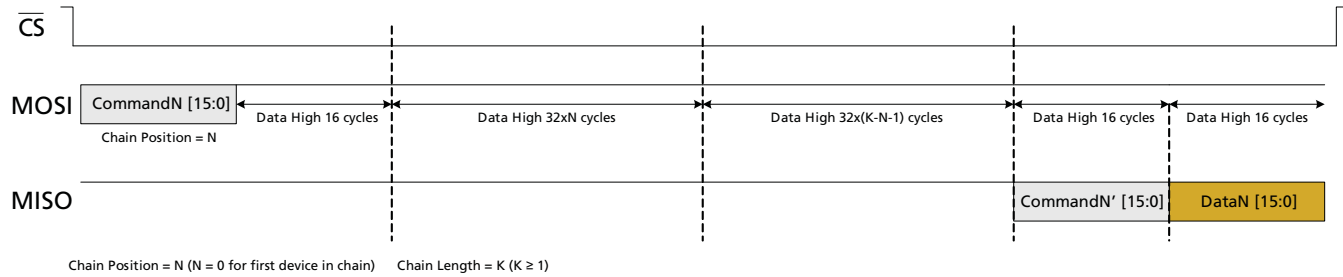 CS
MOSI
CommandN [15:0]
Data High 16 cycles
Data High 32xN cycles
Data High 32x(K-N-1) cycles
Data High 16 cycles
Data High 16 cycles
Chain Position = N
MISO
CommandN’ [15:0]
DataN [15:0]
Chain Position = N (N = 0 for first device in chain)
Chain Length = K (K ≥ 1)